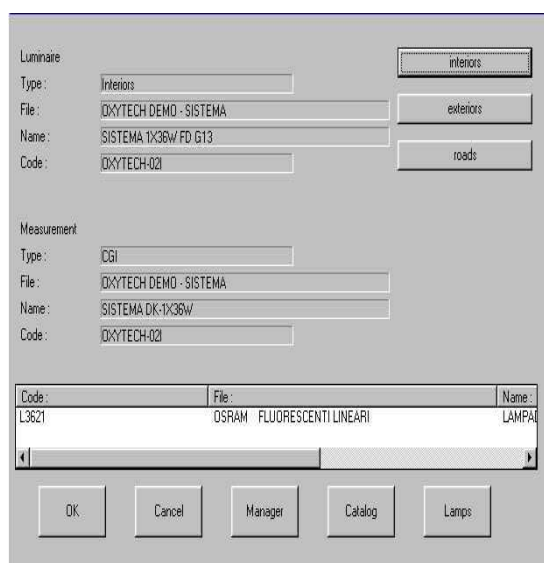 Luminaire
interiors
Type : Interiors
File : OXYTECH DEMO - SISTEMA
exteriors
Name : SISTEMA 1X36W FD G13
Code : OXYTECH-02I
roads
Measurement
Type : CGI
File : OXYTECH DEMO - SISTEMA
Name : SISTEMA DK-1X36W
Code : OXYTECH-02I
Code : File : Name :
L3621 OSRAM FLUORESCENTI LINEARI LAMPAD
OK Cancel Manager Catalog Lamps